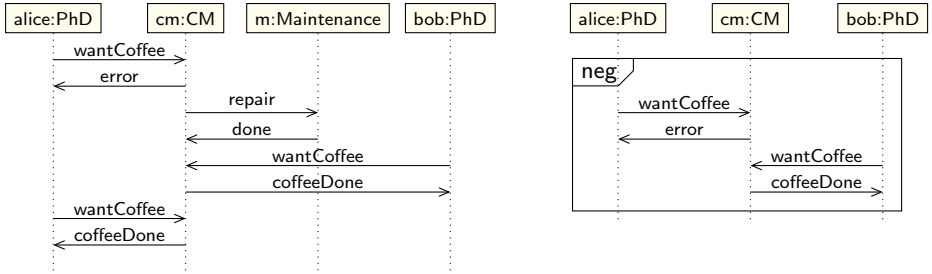 alice:PhD cm:CM m:Maintenance bob:PhD
wantCoffee
error
repair
done
wantCoffee
coffeeDone
wantCoffee
coffeeDone
alice:PhD cm:CM bob:PhD
neg
wantCoffee
error
wantCoffee
coffeeDone